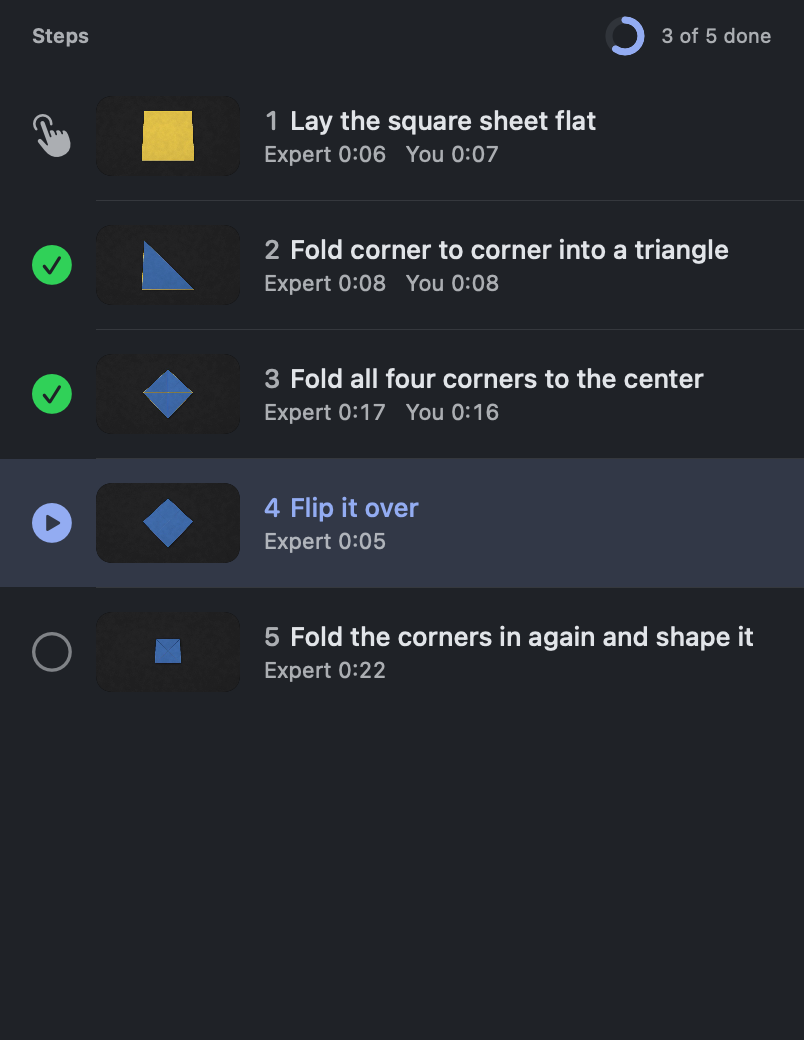 Steps
3 of 5 done
1 Lay the square sheet flat
Expert 0:06 You 0:07
2 Fold corner to corner into a triangle
Expert 0:08 You 0:08
3 Fold all four corners to the center
Expert 0:17 You 0:16
4 Flip it over
Expert 0:05
5 Fold the corners in again and shape it
Expert 0:22